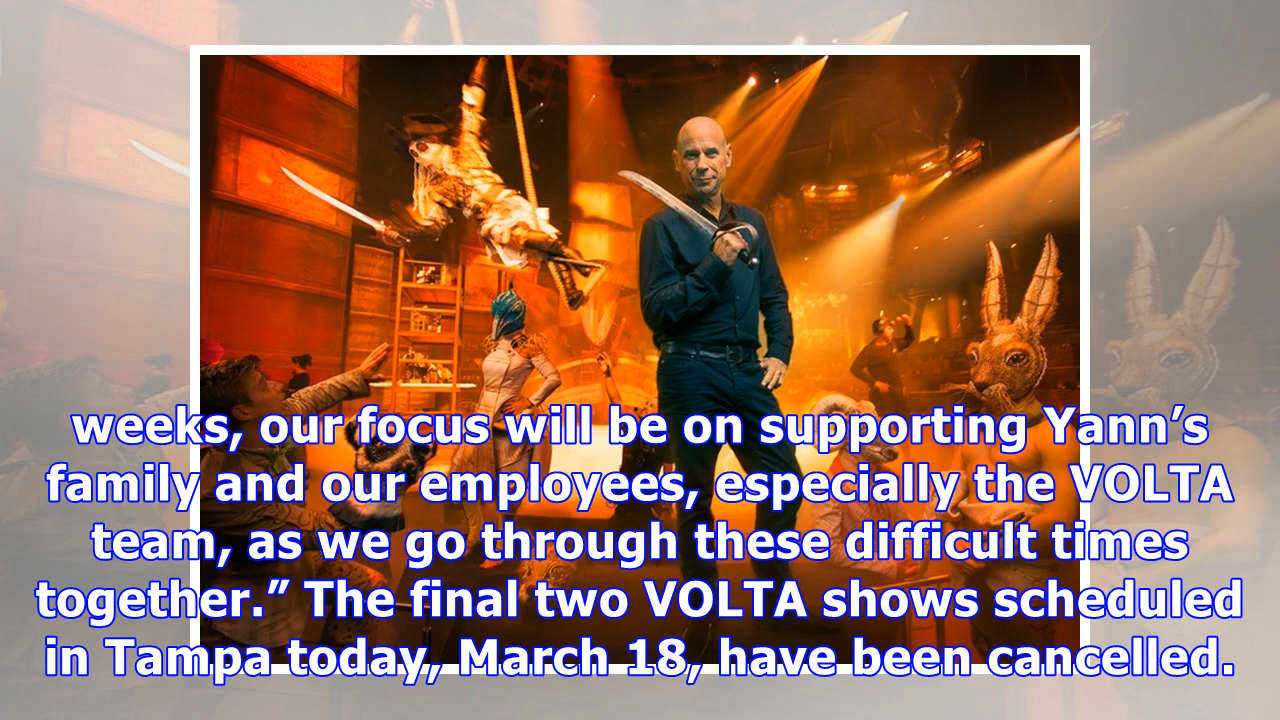 weeks, our focus will be on supporting Yann’s
family and our employees, especially the VOLTA
team, as we go through these difficult times
together.” The final two VOLTA shows scheduled
in Tampa today, March 18, have been cancelled.